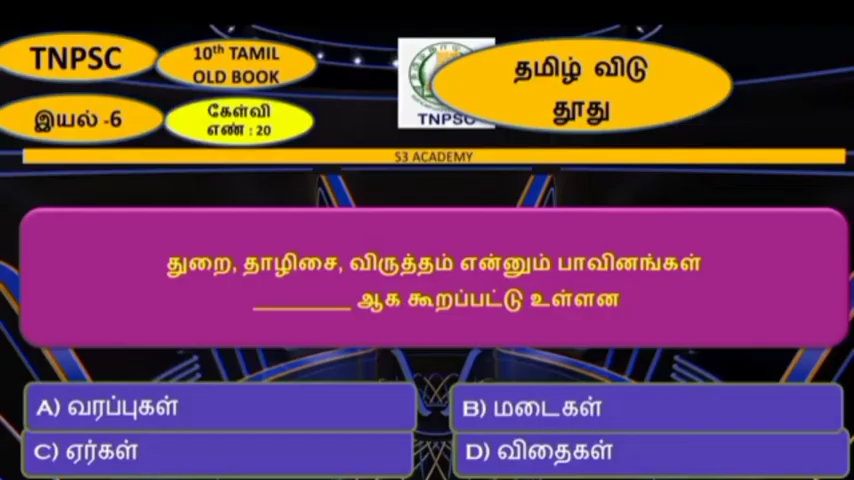 TNPSC
10th TAMIL
OLD BOOK
இயல் -6
கேள்வி
எண் : 20
TNPSC
தமிழ் விடு
தூது
S3 ACADEMY
துறை, தாழிசை, விருத்தம் என்னும் பாவினங்கள்
________ ஆக கூறப்பட்டு உள்ளன
A) வரப்புகள்
B) மடைகள்
C) ஏர்கள்
D) விதைகள்